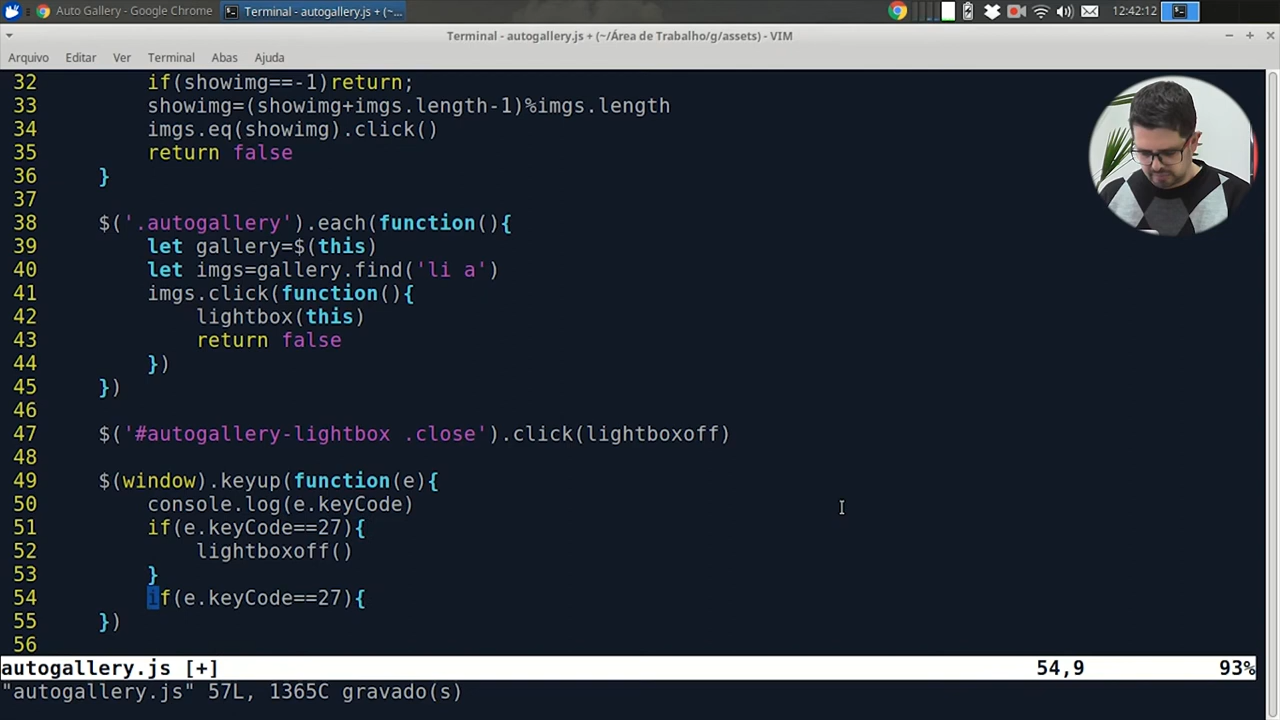 Auto Gallery - Google Chrome
Terminal - autogallery.js + (~...
12:42:12
Terminal - autogallery.js + (~/Área de Trabalho/g/assets) - VIM
Arquivo Editar Ver Terminal Abas Ajuda
32 if(showimg==-1)return;
33 showimg=(showimg+imgs.length-1)%imgs.length
34 imgs.eq(showimg).click()
35 return false
36 }
37
38 $('.autogallery').each(function(){
39 let gallery=$(this)
40 let imgs=gallery.find('li a')
41 imgs.click(function(){
42 lightbox(this)
43 return false
44 })
45 })
46
47 $('#autogallery-lightbox .close').click(lightboxoff)
48
49 $(window).keyup(function(e){
50 console.log(e.keyCode)
51 if(e.keyCode==27){
52 lightboxoff()
53 }
54 if(e.keyCode==27){
55 })
56
autogallery.js [+] 54,9 93%
"autogallery.js" 57L, 1365C gravado(s)